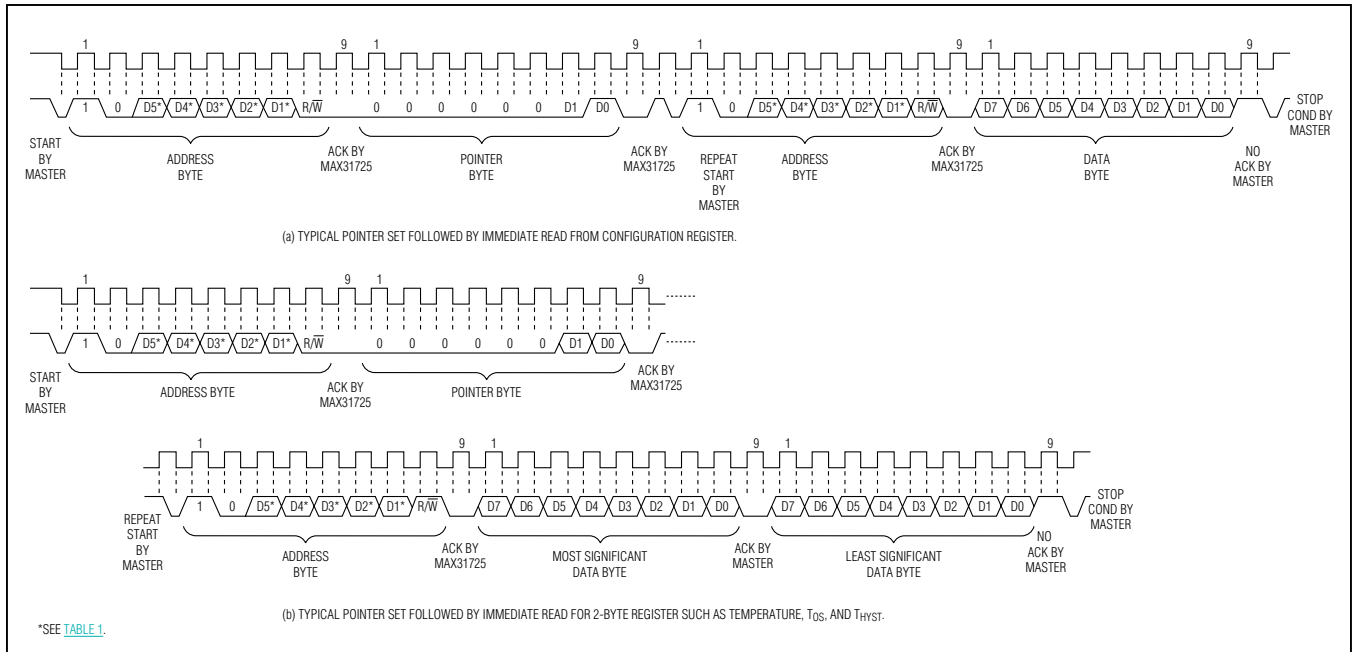 1 9 1 9 1 9 1 9
1 0 D5* D4* D3* D2* D1* R/W̅ 0 0 0 0 0 0 D1 D0 1 0 D5* D4* D3* D2* D1* R/W̅ D7 D6 D5 D4 D3 D2 D1 D0
START
BY
MASTER
ADDRESS
BYTE
ACK BY
MAX31725
POINTER
BYTE
ACK BY
MAX31725
REPEAT
START
BY
MASTER
ADDRESS
BYTE
ACK BY
MAX31725
DATA
BYTE
NO
ACK BY
MASTER
STOP
COND BY
MASTER
(a) TYPICAL POINTER SET FOLLOWED BY IMMEDIATE READ FROM CONFIGURATION REGISTER.
1 9 1 9
1 0 D5* D4* D3* D2* D1* R/W̅ 0 0 0 0 0 0 D1 D0
START
BY
MASTER
ADDRESS BYTE
ACK BY
MAX31725
POINTER BYTE
ACK BY
MAX31725
1 9 1 9 1 9
1 0 D5* D4* D3* D2* D1* R/W̅ D7 D6 D5 D4 D3 D2 D1 D0 D7 D6 D5 D4 D3 D2 D1 D0
REPEAT
START
BY
MASTER
ADDRESS
BYTE
ACK BY
MAX31725
MOST SIGNIFICANT
DATA BYTE
ACK BY
MASTER
LEAST SIGNIFICANT
DATA BYTE
NO
ACK BY
MASTER
STOP
COND BY
MASTER
(b) TYPICAL POINTER SET FOLLOWED BY IMMEDIATE READ FOR 2-BYTE REGISTER SUCH AS TEMPERATURE, TOS, AND THYST.
*SEE TABLE 1.